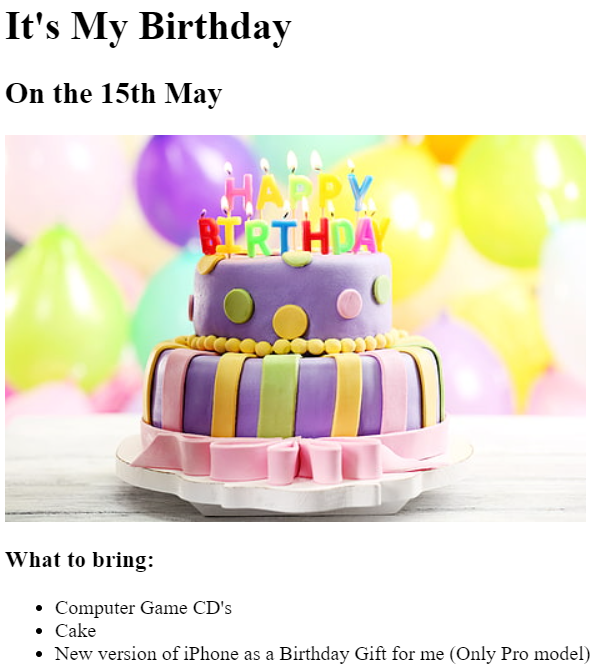 It's My Birthday
On the 15th May
HAPPY
BIRTHDAY
What to bring:
Computer Game CD's
Cake
New version of iPhone as a Birthday Gift for me (Only Pro model)